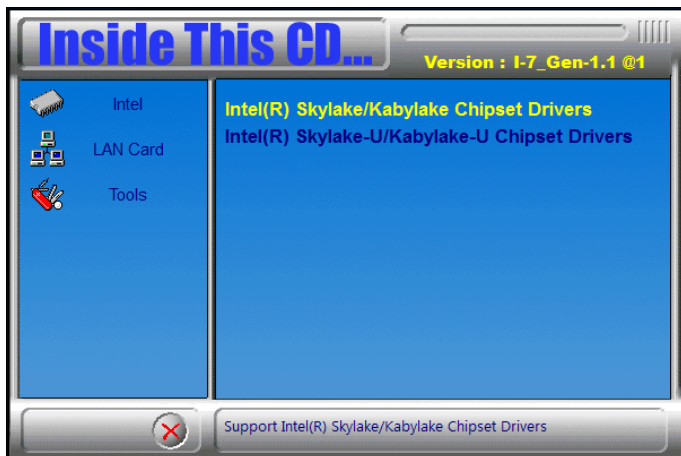 Inside This CD...
Version : I-7_Gen-1.1 @1
Intel
LAN Card
Tools
Intel(R) Skylake/Kabylake Chipset Drivers
Intel(R) Skylake-U/Kabylake-U Chipset Drivers
Support Intel(R) Skylake/Kabylake Chipset Drivers